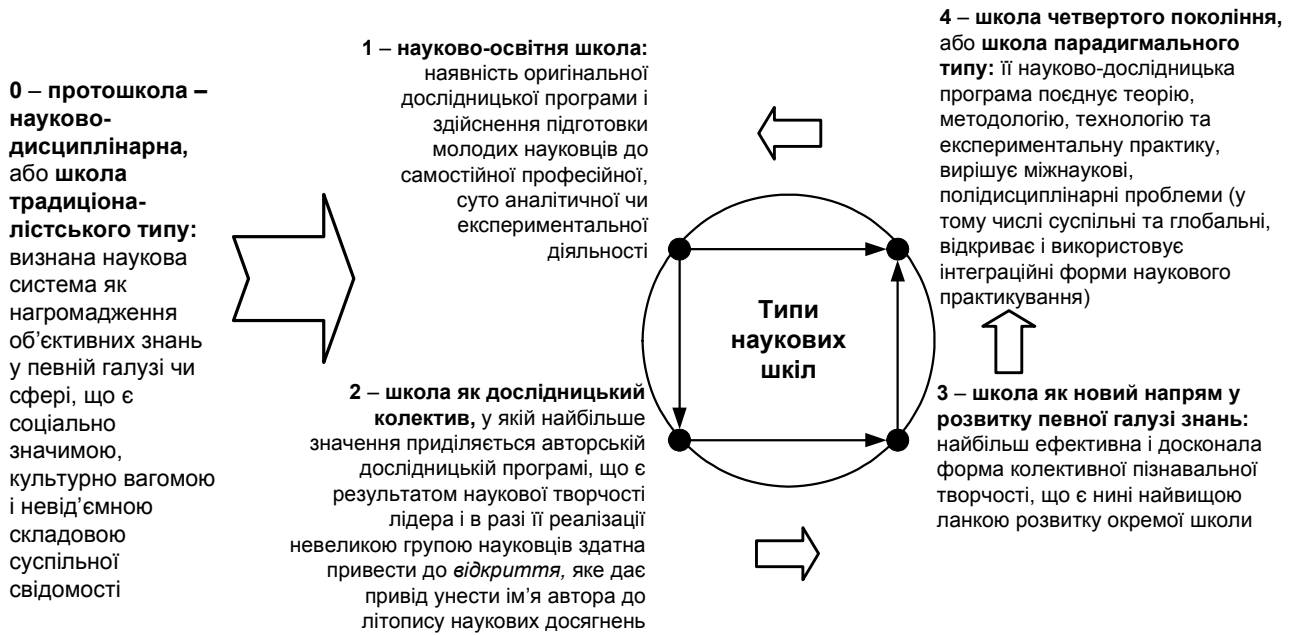 0 – протошкола –
науково-
дисциплінарна,
або школа
традиціона-
лістського типу:
визнана наукова
система як
нагромадження
об’єктивних знань
у певній галузі чи
сфері, що є
соціально
значимою,
культурно вагомою
і невід’ємною
складовою
суспільної
свідомості
1 – науково-освітня школа:
наявність оригінальної
дослідницької програми і
здійснення підготовки
молодих науковців до
самостійної професійної,
суто аналітичної чи
експериментальної
діяльності
2 – школа як дослідницький
колектив, у якій найбільше
значення приділяється авторській
дослідницькій програмі, що є
результатом наукової творчості
лідера і в разі її реалізації
невеликою групою науковців здатна
привести до відкриття, яке дає
привід унести ім’я автора до
літопису наукових досягнень
Типи
наукових
шкіл
4 – школа четвертого покоління,
або школа парадигмального
типу: її науково-дослідницька
програма поєднує теорію,
методологію, технологію та
експериментальну практику,
вирішує міжнаукові,
полідисциплінарні проблеми (у
тому числі суспільні та глобальні,
відкриває і використовує
інтеграційні форми наукового
практикування)
3 – школа як новий напрям у
розвитку певної галузі знань:
найбільш ефективна і досконала
форма колективної пізнавальної
творчості, що є нині найвищою
ланкою розвитку окремої школи